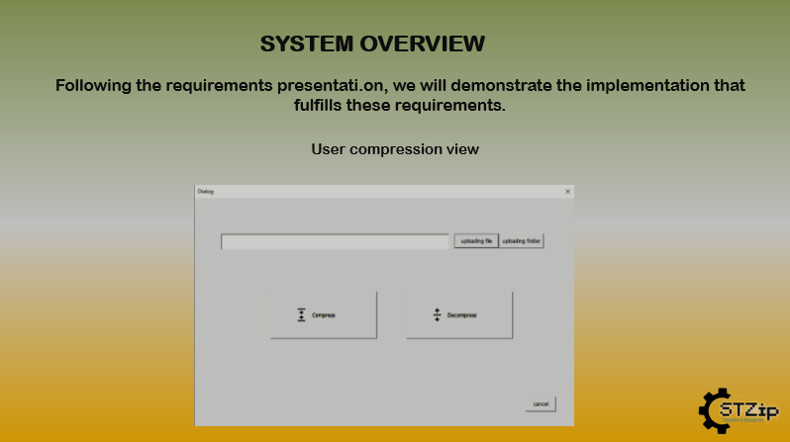 SYSTEM OVERVIEW
Following the requirements presentati.on, we will demonstrate the implementation that
fulfills these requirements.
User compression view
Dialog
uploading file
uploading folder
Compress
Decompress
cancel
STZip